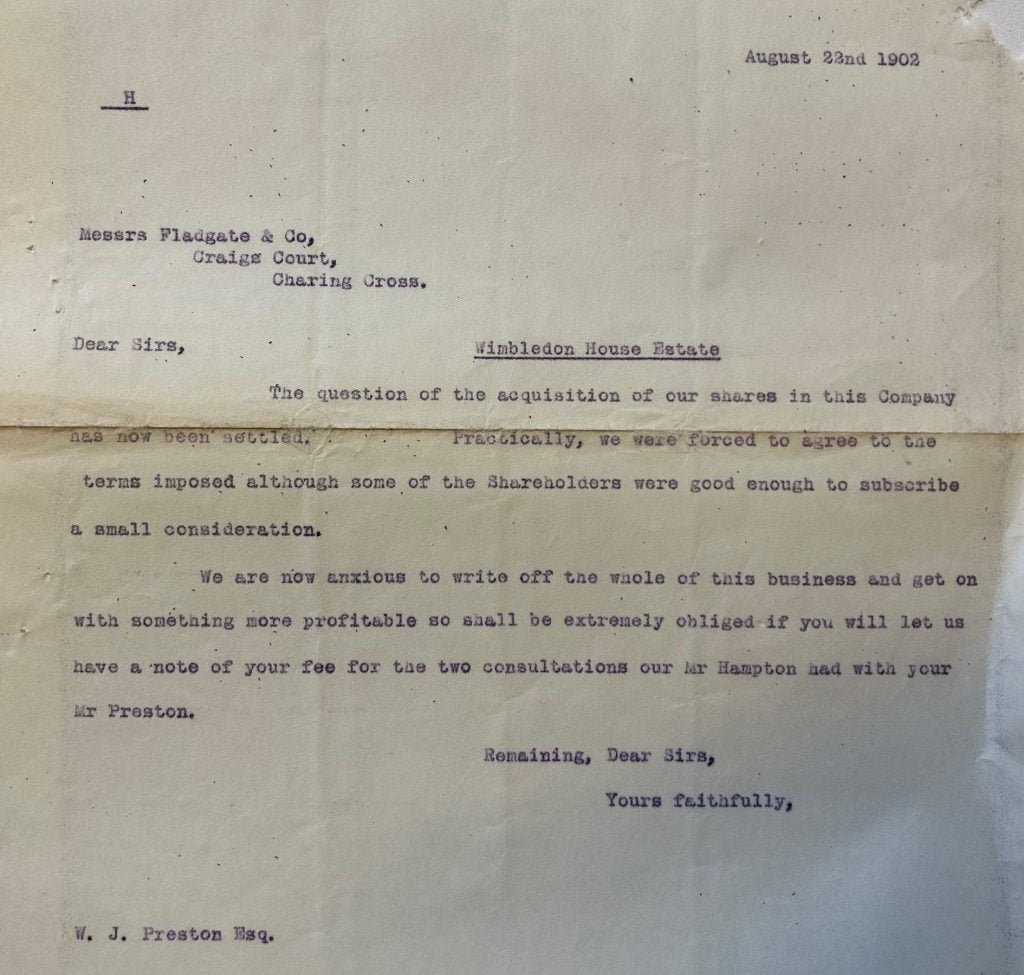 August 22nd 1902
H
Messrs Fladgate & Co,
Craigs Court,
Charing Cross.
Dear Sirs,
Wimbledon House Estate
The question of the acquisition of our shares in this Company
has now been settled. Practically, we were forced to agree to the
terms imposed although some of the Shareholders were good enough to subscribe
a small consideration.
We are now anxious to write off the whole of this business and get on
with something more profitable so shall be extremely obliged if you will let us
have a note of your fee for the two consultations our Mr Hampton had with your
Mr Preston.
Remaining, Dear Sirs,
Yours faithfully,
W. J. Preston Esq.